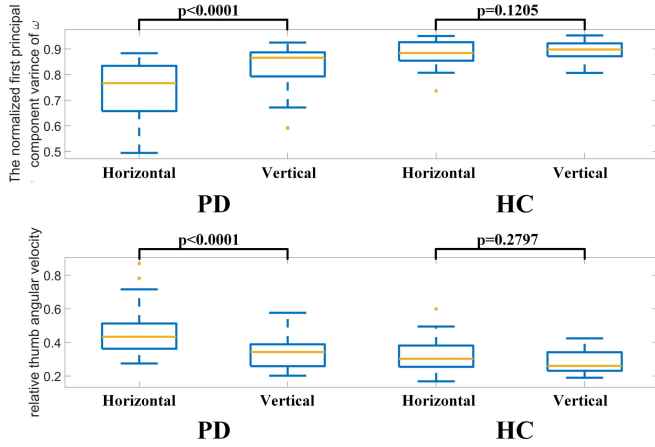 p<0.0001
p=0.1205
The normalized first principal
component varince of ω
0.9
0.8
0.7
0.6
0.5
Horizontal
Vertical
Horizontal
Vertical
PD
HC
p<0.0001
p=0.2797
relative thumb angular velocity
0.8
0.6
0.4
0.2
Horizontal
Vertical
Horizontal
Vertical
PD
HC